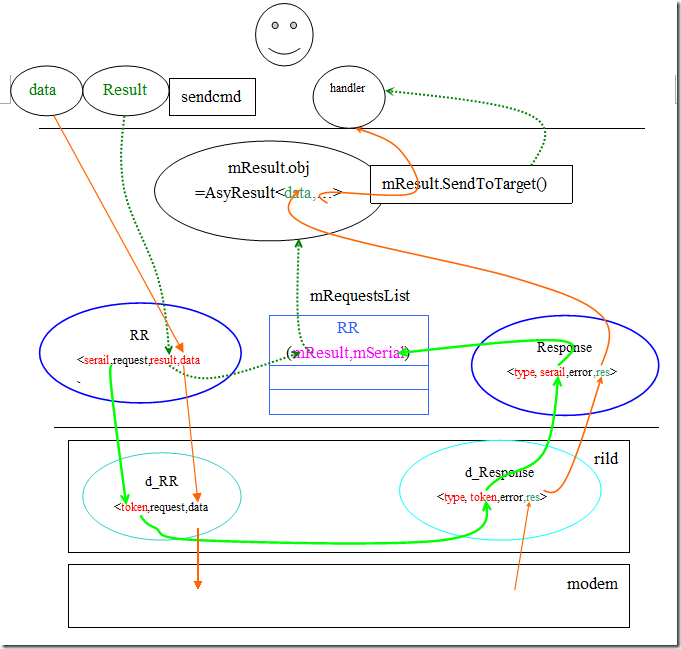 data
Result
sendcmd
handler
mResult.obj
=AsyResult<data,…>
mResult.SendToTarget()
mRequestsList
RR
(mResult,mSerial)
RR
<serail,request,result,data
Response
<type, serail,error,res>
rild
d_RR
<token,request,data
d_Response
<type, token,error,res>
modem